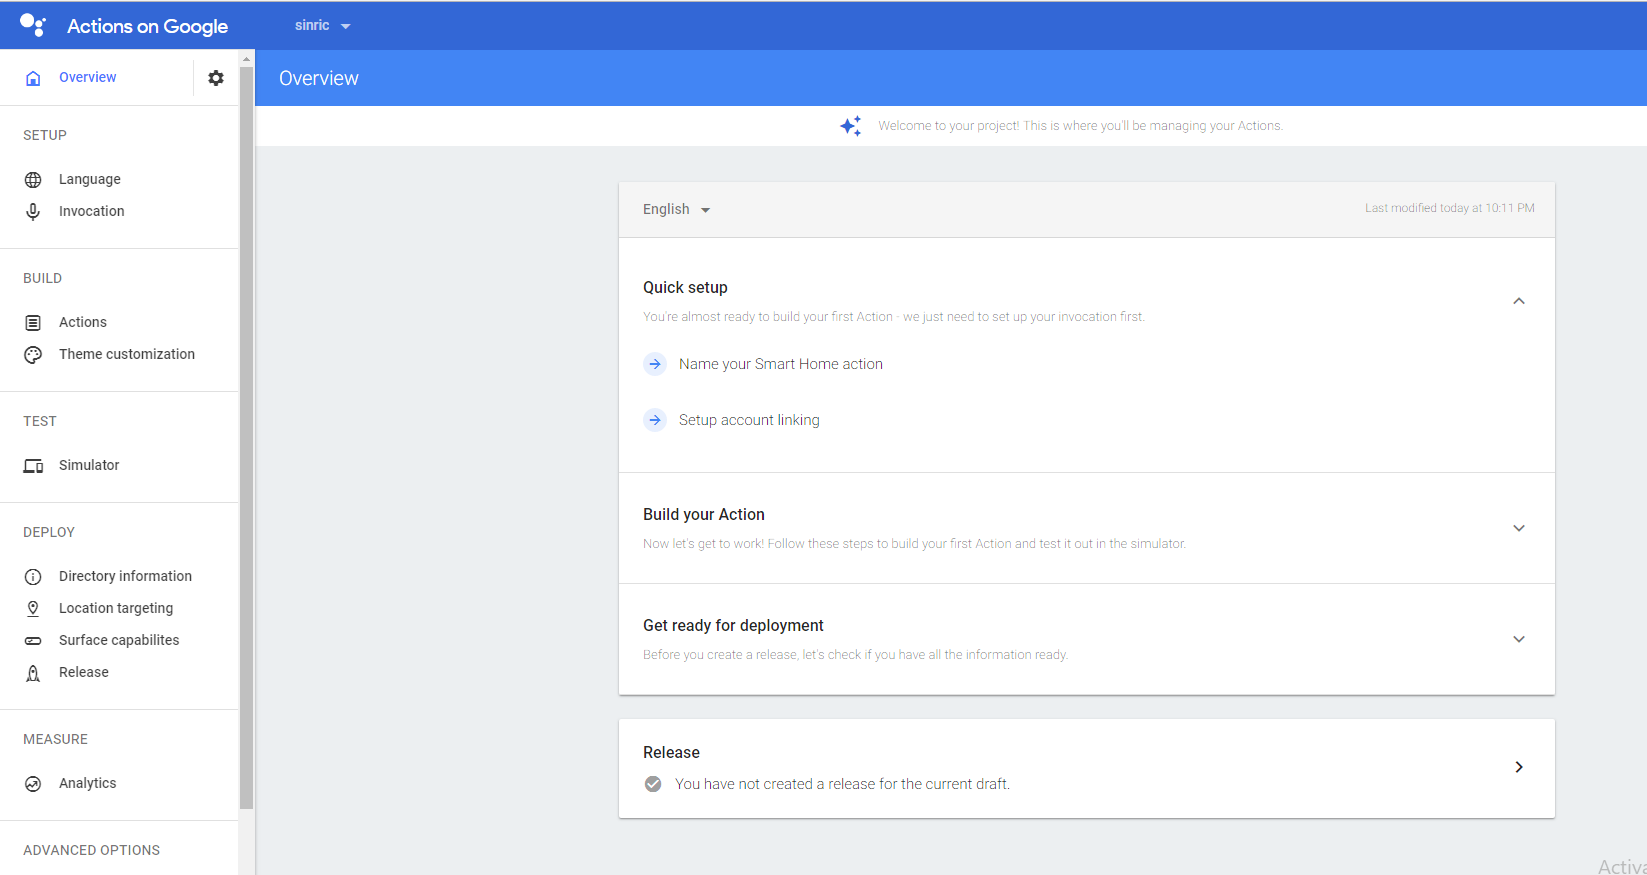 Actions on Google
sinric
Overview
Overview
Welcome to your project! This is where you'll be managing your Actions.
SETUP
Language
Invocation
BUILD
Actions
Theme customization
TEST
Simulator
DEPLOY
Directory information
Location targeting
Surface capabilites
Release
MEASURE
Analytics
ADVANCED OPTIONS
English
Last modified today at 10:11 PM
Quick setup
You're almost ready to build your first Action - we just need to set up your invocation first.
Name your Smart Home action
Setup account linking
Build your Action
Now let's get to work! Follow these steps to build your first Action and test it out in the simulator.
Get ready for deployment
Before you create a release, let's check if you have all the information ready.
Release
You have not created a release for the current draft.